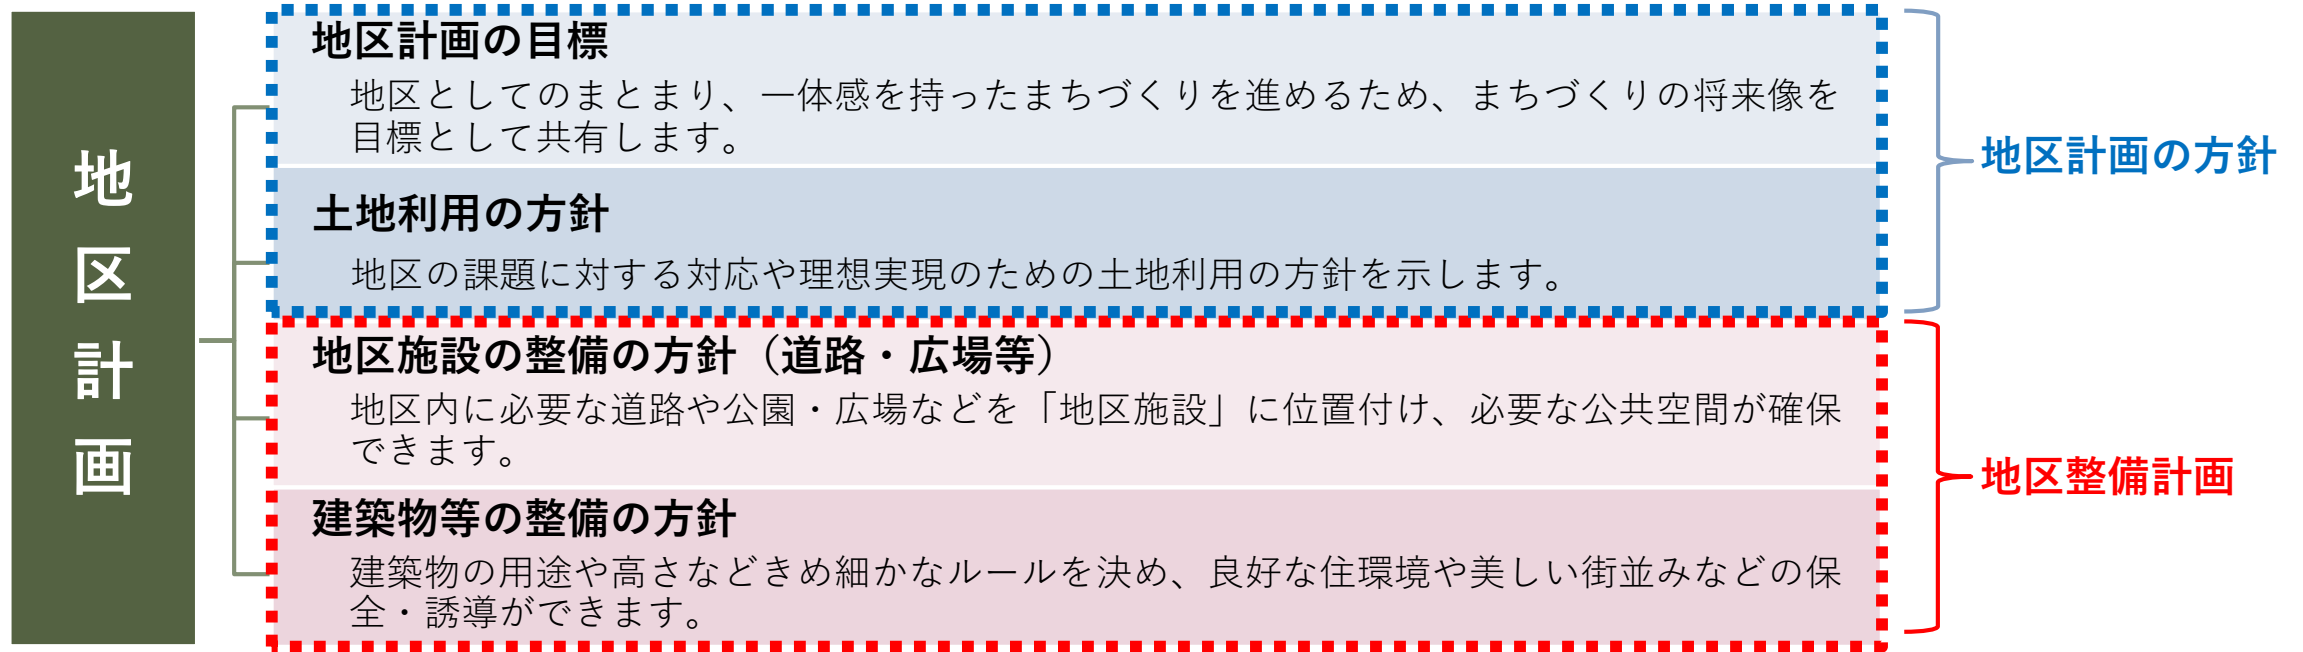 地区計画
地区計画の目標
地区としてのまとまり、一体感を持ったまちづくりを進めるため、まちづくりの将来像を
目標として共有します。
土地利用の方針
地区の課題に対する対応や理想実現のための土地利用の方針を示します。
地区計画の方針
地区施設の整備の方針（道路・広場等）
地区内に必要な道路や公園・広場などを「地区施設」に位置付け、必要な公共空間が確保
できます。
建築物等の整備の方針
建築物の用途や高さなどきめ細かなルールを決め、良好な住環境や美しい街並みなどの保
全・誘導ができます。
地区整備計画